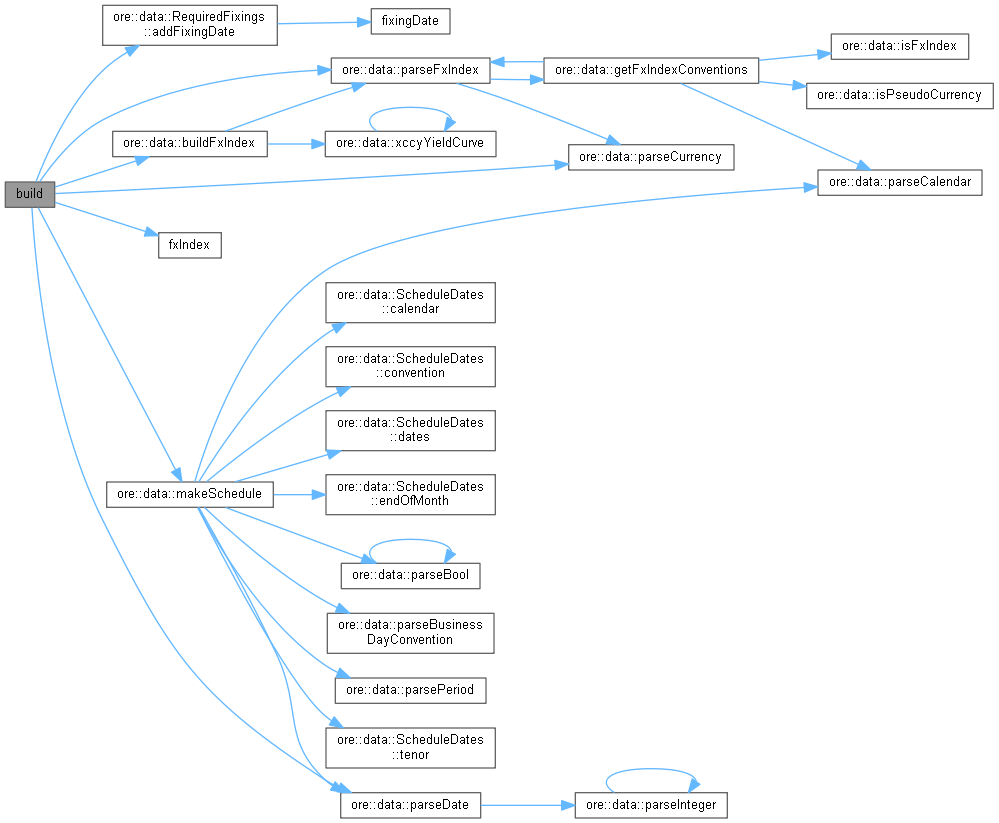 ore::data::RequiredFixings
::addFixingDate
fixingDate
ore::data::parseFxIndex
ore::data::getFxIndexConventions
ore::data::isFxIndex
ore::data::isPseudoCurrency
ore::data::buildFxIndex
ore::data::xccyYieldCurve
ore::data::parseCurrency
ore::data::parseCalendar
build
fxIndex
ore::data::ScheduleDates
::calendar
ore::data::ScheduleDates
::convention
ore::data::ScheduleDates
::dates
ore::data::makeSchedule
ore::data::ScheduleDates
::endOfMonth
ore::data::parseBool
ore::data::parseBusiness
DayConvention
ore::data::parsePeriod
ore::data::ScheduleDates
::tenor
ore::data::parseDate
ore::data::parseInteger